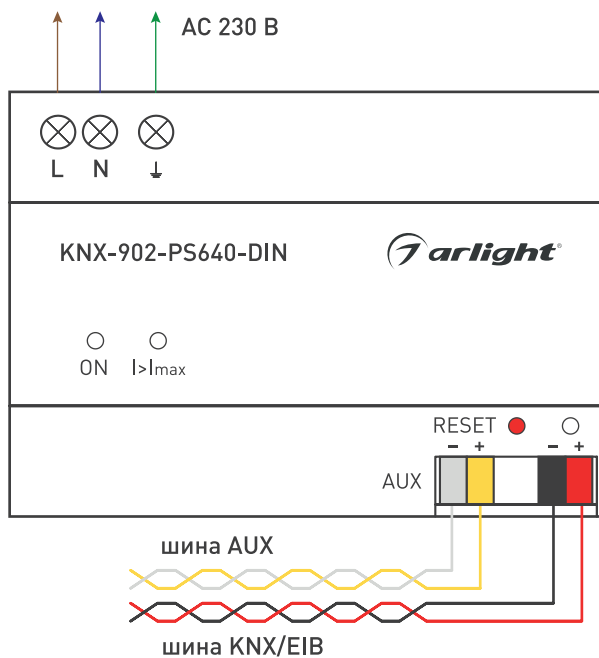 AC 230 В
L N ⏚
KNX-902-PS640-DIN
arlight®
ON I>Imax
RESET
− + − +
AUX
шина AUX
шина KNX/EIB